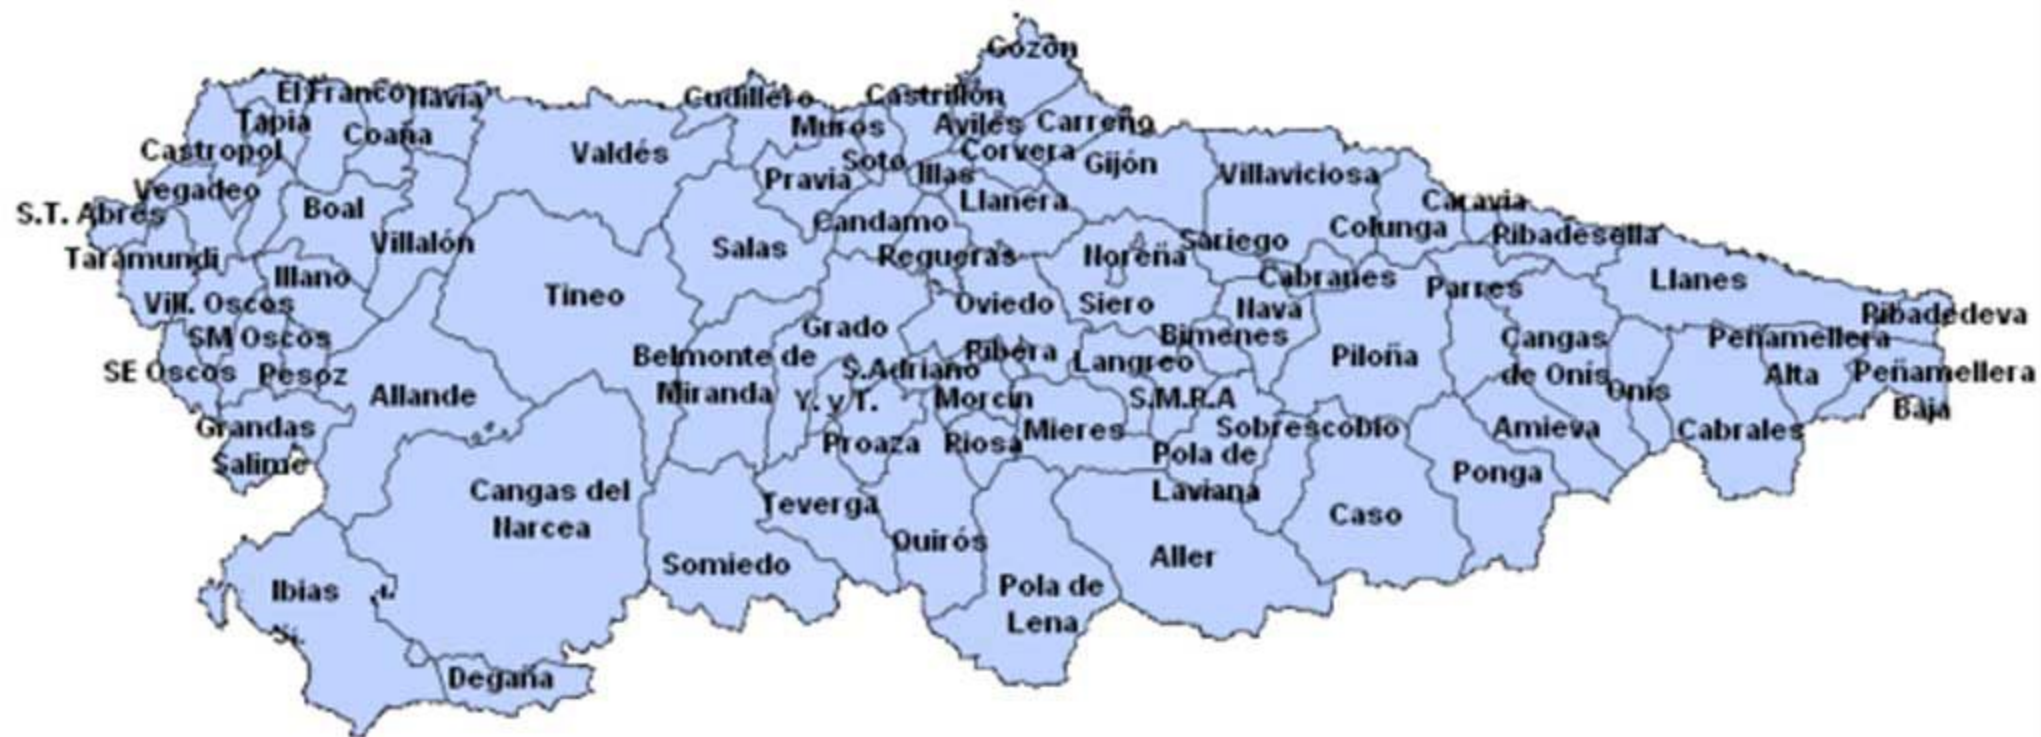 Gozón
El Franco
Navia
Cudillero
Castrillón
Tapia
Coaña
Muros
Avilés
Carreño
Castropol
Valdés
Soto
Corvera
Gijón
Vegadeo
Pravia
Illas
Villaviciosa
S.T. Abres
Boal
Llanera
Caravia
Taramundi
Villalón
Salas
Candamo
Sariego
Colunga
Ribadesella
Illano
Regueras
Noreña
Cabranes
Parres
Llanes
Vill. Oscos
Tineo
Oviedo
Siero
Nava
Ribadedeva
SM Oscos
Grado
Bimenes
Cangas
de Onís
Peñamellera
Alta
SE Oscos
Pesoz
Belmonte de
Miranda
S.Adriano
Ribera
Langreo
Piloña
Onís
Peñamellera
Baja
Allande
Y. y T.
Morcín
S.M.R.A
Grandas
Salime
Proaza
Riosa
Mieres
Sobrescobio
Amieva
Cabrales
Pola de
Laviana
Ponga
Cangas del
Narcea
Teverga
Caso
Quirós
Ibias
Somiedo
Aller
Pola de
Lena
Degaña